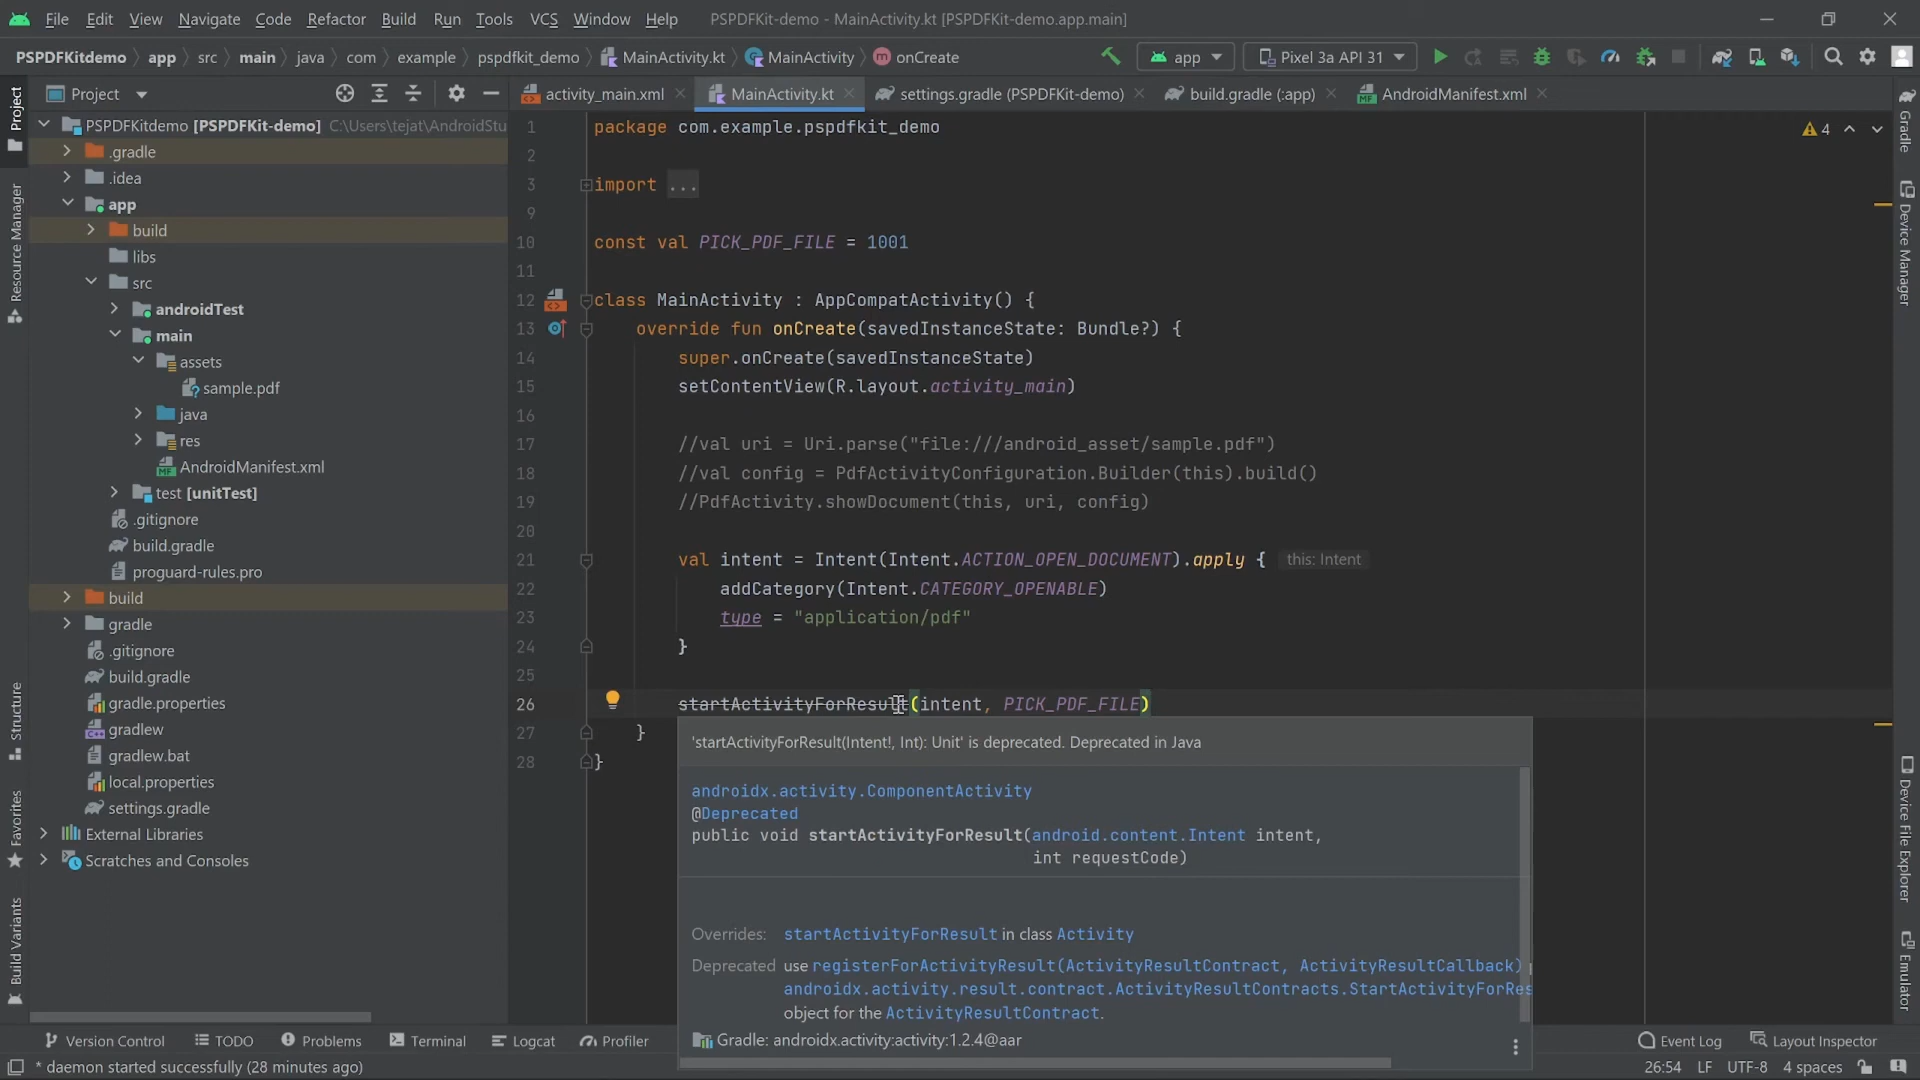 File Edit View Navigate Code Refactor Build Run Tools VCS Window Help PSPDFKit-demo - MainActivity.kt [PSPDFKit-demo.app.main]
PSPDFKitdemo app src main java com example pspdfkit_demo MainActivity.kt MainActivity onCreate app Pixel 3a API 31
Project
activity_main.xml MainActivity.kt settings.gradle (PSPDFKit-demo) build.gradle (:app) AndroidManifest.xml
PSPDFKitdemo [PSPDFKit-demo] C:\Users\tejat\AndroidStu
.gradle
.idea
app
build
libs
src
androidTest
main
assets
sample.pdf
java
res
AndroidManifest.xml
test [unitTest]
.gitignore
build.gradle
proguard-rules.pro
build
gradle
.gitignore
build.gradle
gradle.properties
gradlew
gradlew.bat
local.properties
settings.gradle
External Libraries
Scratches and Consoles
Project
Resource Manager
Structure
Favorites
Build Variants
1 package com.example.pspdfkit_demo
2
3 import ...
9
10 const val PICK_PDF_FILE = 1001
11
12 class MainActivity : AppCompatActivity() {
13 override fun onCreate(savedInstanceState: Bundle?) {
14 super.onCreate(savedInstanceState)
15 setContentView(R.layout.activity_main)
16
17 //val uri = Uri.parse("file:///android_asset/sample.pdf")
18 //val config = PdfActivityConfiguration.Builder(this).build()
19 //PdfActivity.showDocument(this, uri, config)
20
21 val intent = Intent(Intent.ACTION_OPEN_DOCUMENT).apply { this: Intent
22 addCategory(Intent.CATEGORY_OPENABLE)
23 type = "application/pdf"
24 }
25
26 startActivityForResult(intent, PICK_PDF_FILE)
27 }
28 }
4
'startActivityForResult(Intent!, Int): Unit' is deprecated. Deprecated in Java
androidx.activity.ComponentActivity
@Deprecated
public void startActivityForResult(android.content.Intent intent,
int requestCode)
Overrides: startActivityForResult in class Activity
Deprecated use registerForActivityResult(ActivityResultContract, ActivityResultCallback)
androidx.activity.result.contract.ActivityResultContracts.StartActivityForRes
object for the ActivityResultContract.
Gradle: androidx.activity:activity:1.2.4@aar
Gradle
Device Manager
Device File Explorer
Emulator
Version Control TODO Problems Terminal Logcat Profiler Event Log Layout Inspector
* daemon started successfully (28 minutes ago) 26:54 LF UTF-8 4 spaces